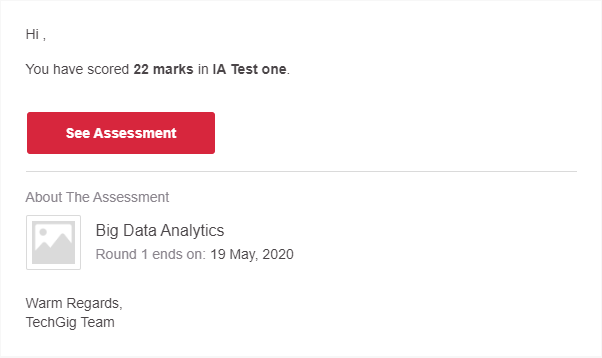 Hi ,
You have scored 22 marks in IA Test one.
See Assessment
About The Assessment
Big Data Analytics
Round 1 ends on: 19 May, 2020
Warm Regards,
TechGig Team